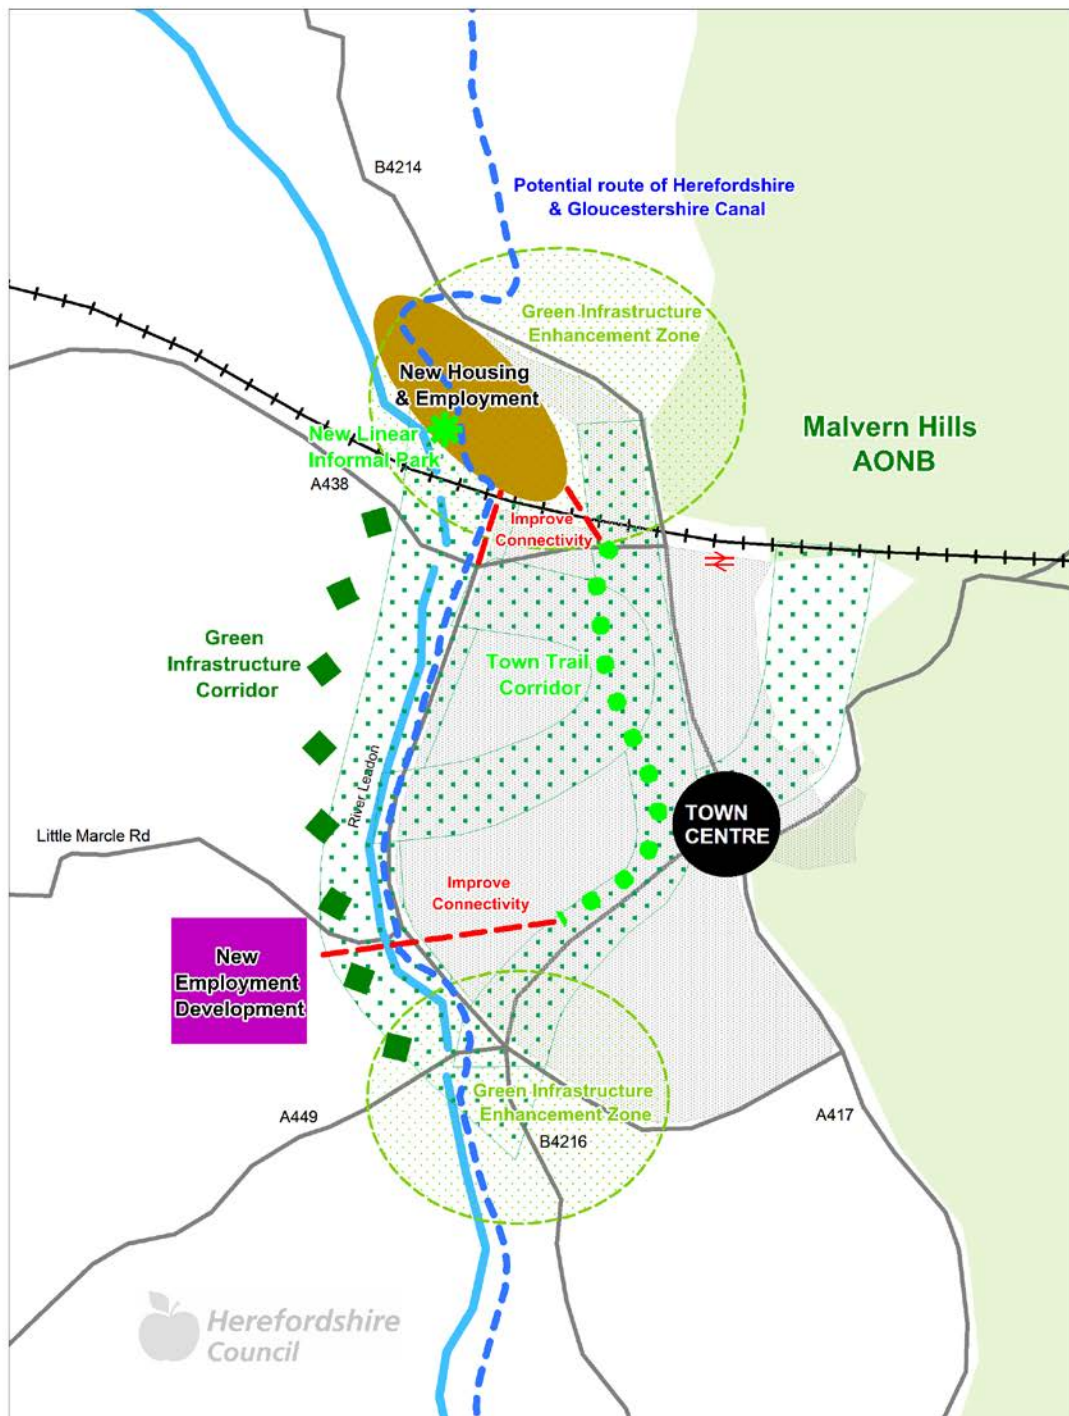 B4214
Potential route of Herefordshire
& Gloucestershire Canal
Green Infrastructure
Enhancement Zone
New Housing
& Employment
Malvern Hills
AONB
New Linear
Informal Park
A438
Improve
Connectivity
Green
Infrastructure
Corridor
Town Trail
Corridor
River Leadon
TOWN
CENTRE
Little Marcle Rd
Improve
Connectivity
New
Employment
Development
Green Infrastructure
Enhancement Zone
A449
B4216
A417
Herefordshire
Council